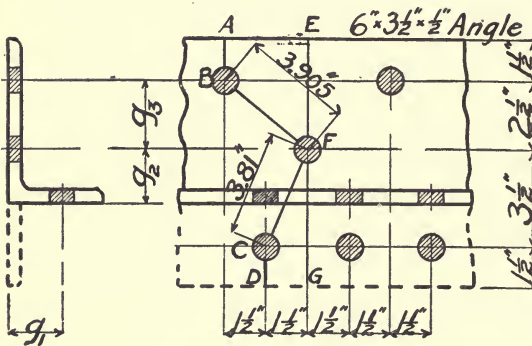 A
E
6"×3½"×½" Angle
B
3.905"
F
3.81"
C
D
G
g₃
g₂
g₁
1½"
2½"
3½"
1½"
1½"
1½"
1½"
1½"
1½"